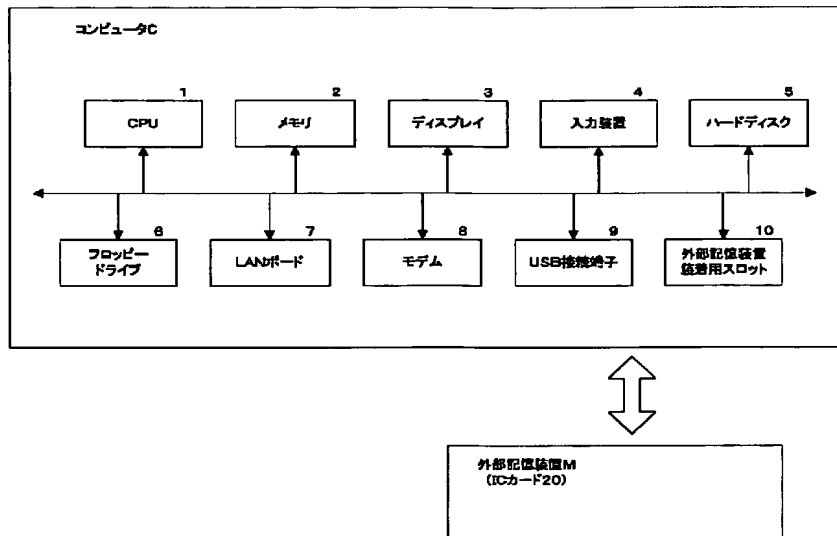 コンピュータC
1
CPU
2
メモリ
3
ディスプレイ
4
入力装置
5
ハードディスク
6
フロッピー
ドライブ
7
LANボード
8
モデム
9
USB接続端子
10
外部記憶装置
装着用スロット
外部記憶装置M
(ICカード20)